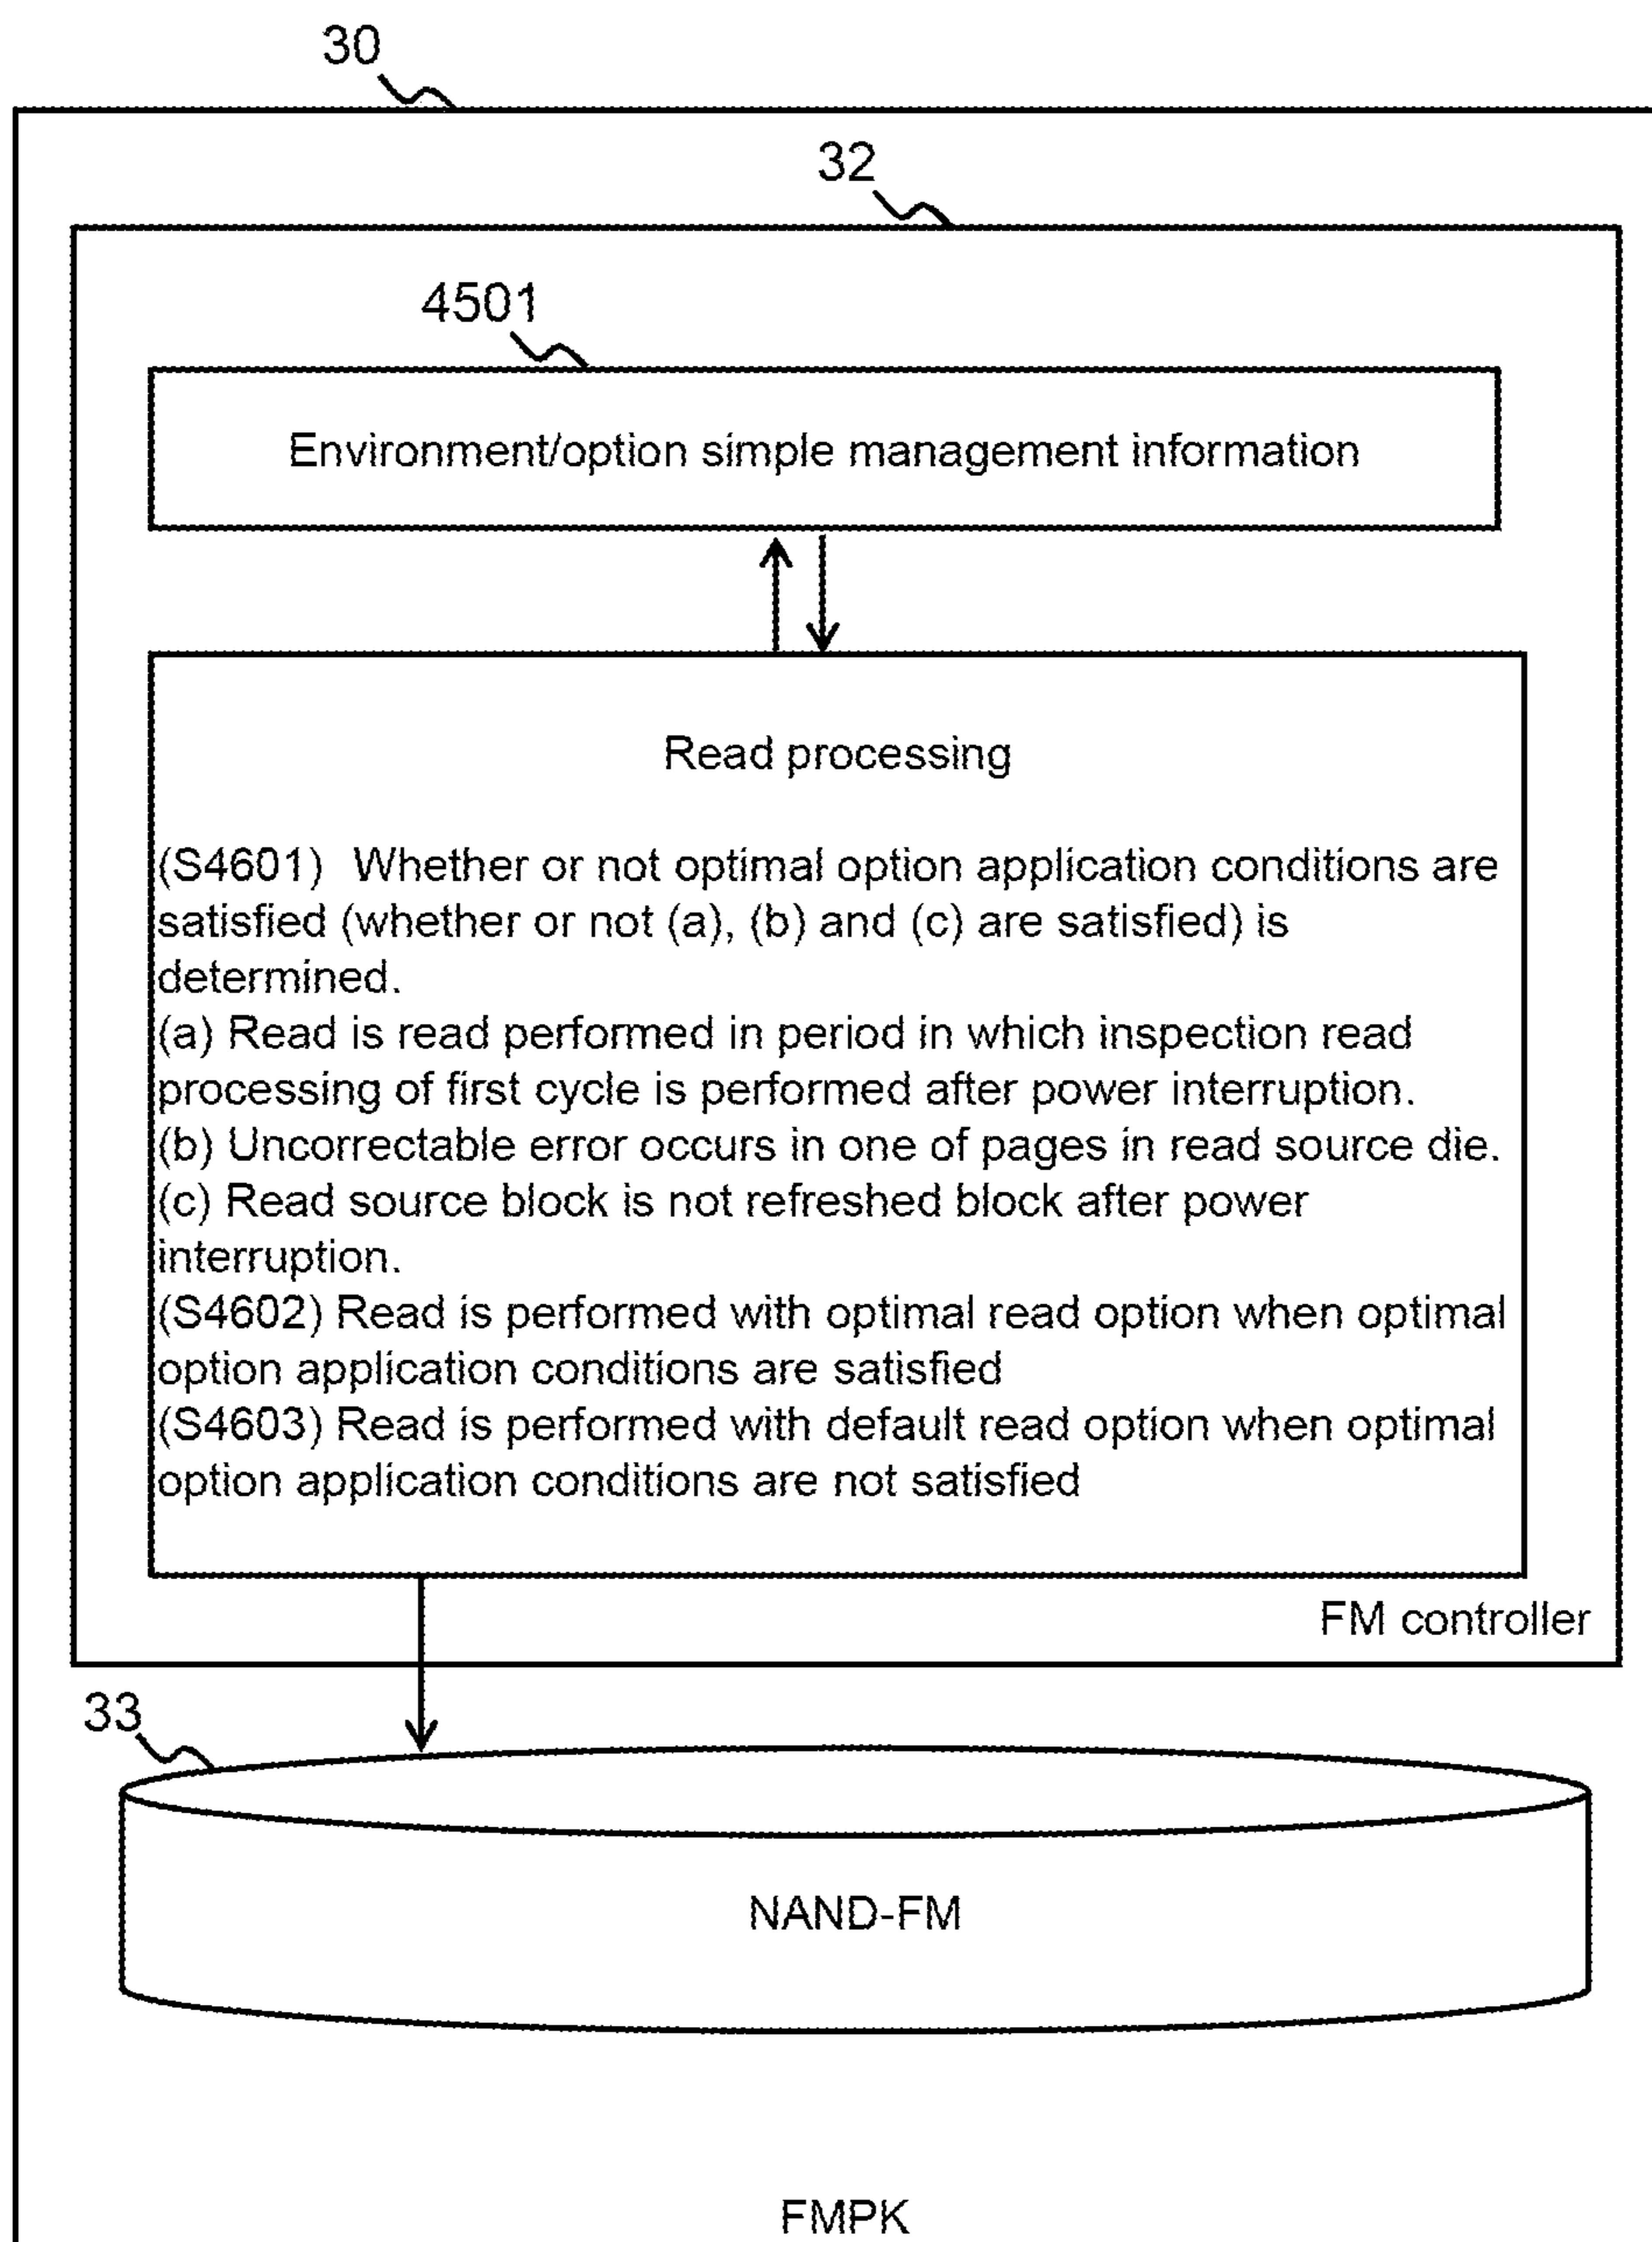 30
32
4501
Environment/option simple management information
Read processing
(S4601) Whether or not optimal option application conditions are
satisfied (whether or not (a), (b) and (c) are satisfied) is
determined.
(a) Read is read performed in period in which inspection read
processing of first cycle is performed after power interruption.
(b) Uncorrectable error occurs in one of pages in read source die.
(c) Read source block is not refreshed block after power
interruption.
(S4602) Read is performed with optimal read option when optimal
option application conditions are satisfied
(S4603) Read is performed with default read option when optimal
option application conditions are not satisfied
FM controller
33
NAND-FM
FMPK